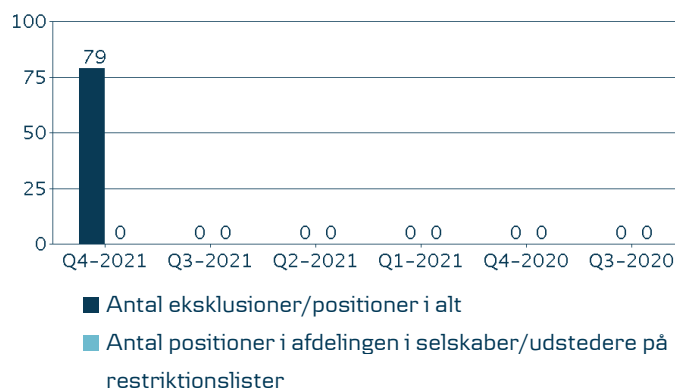 100
79
75
50
25
0 0 0 0 0 0 0 0 0 0 0
0
Q4-2021 Q3-2021 Q2-2021 Q1-2021 Q4-2020 Q3-2020
Antal eksklusioner/positioner i alt
Antal positioner i afdelingen i selskaber/udstedere på
restriktionslister